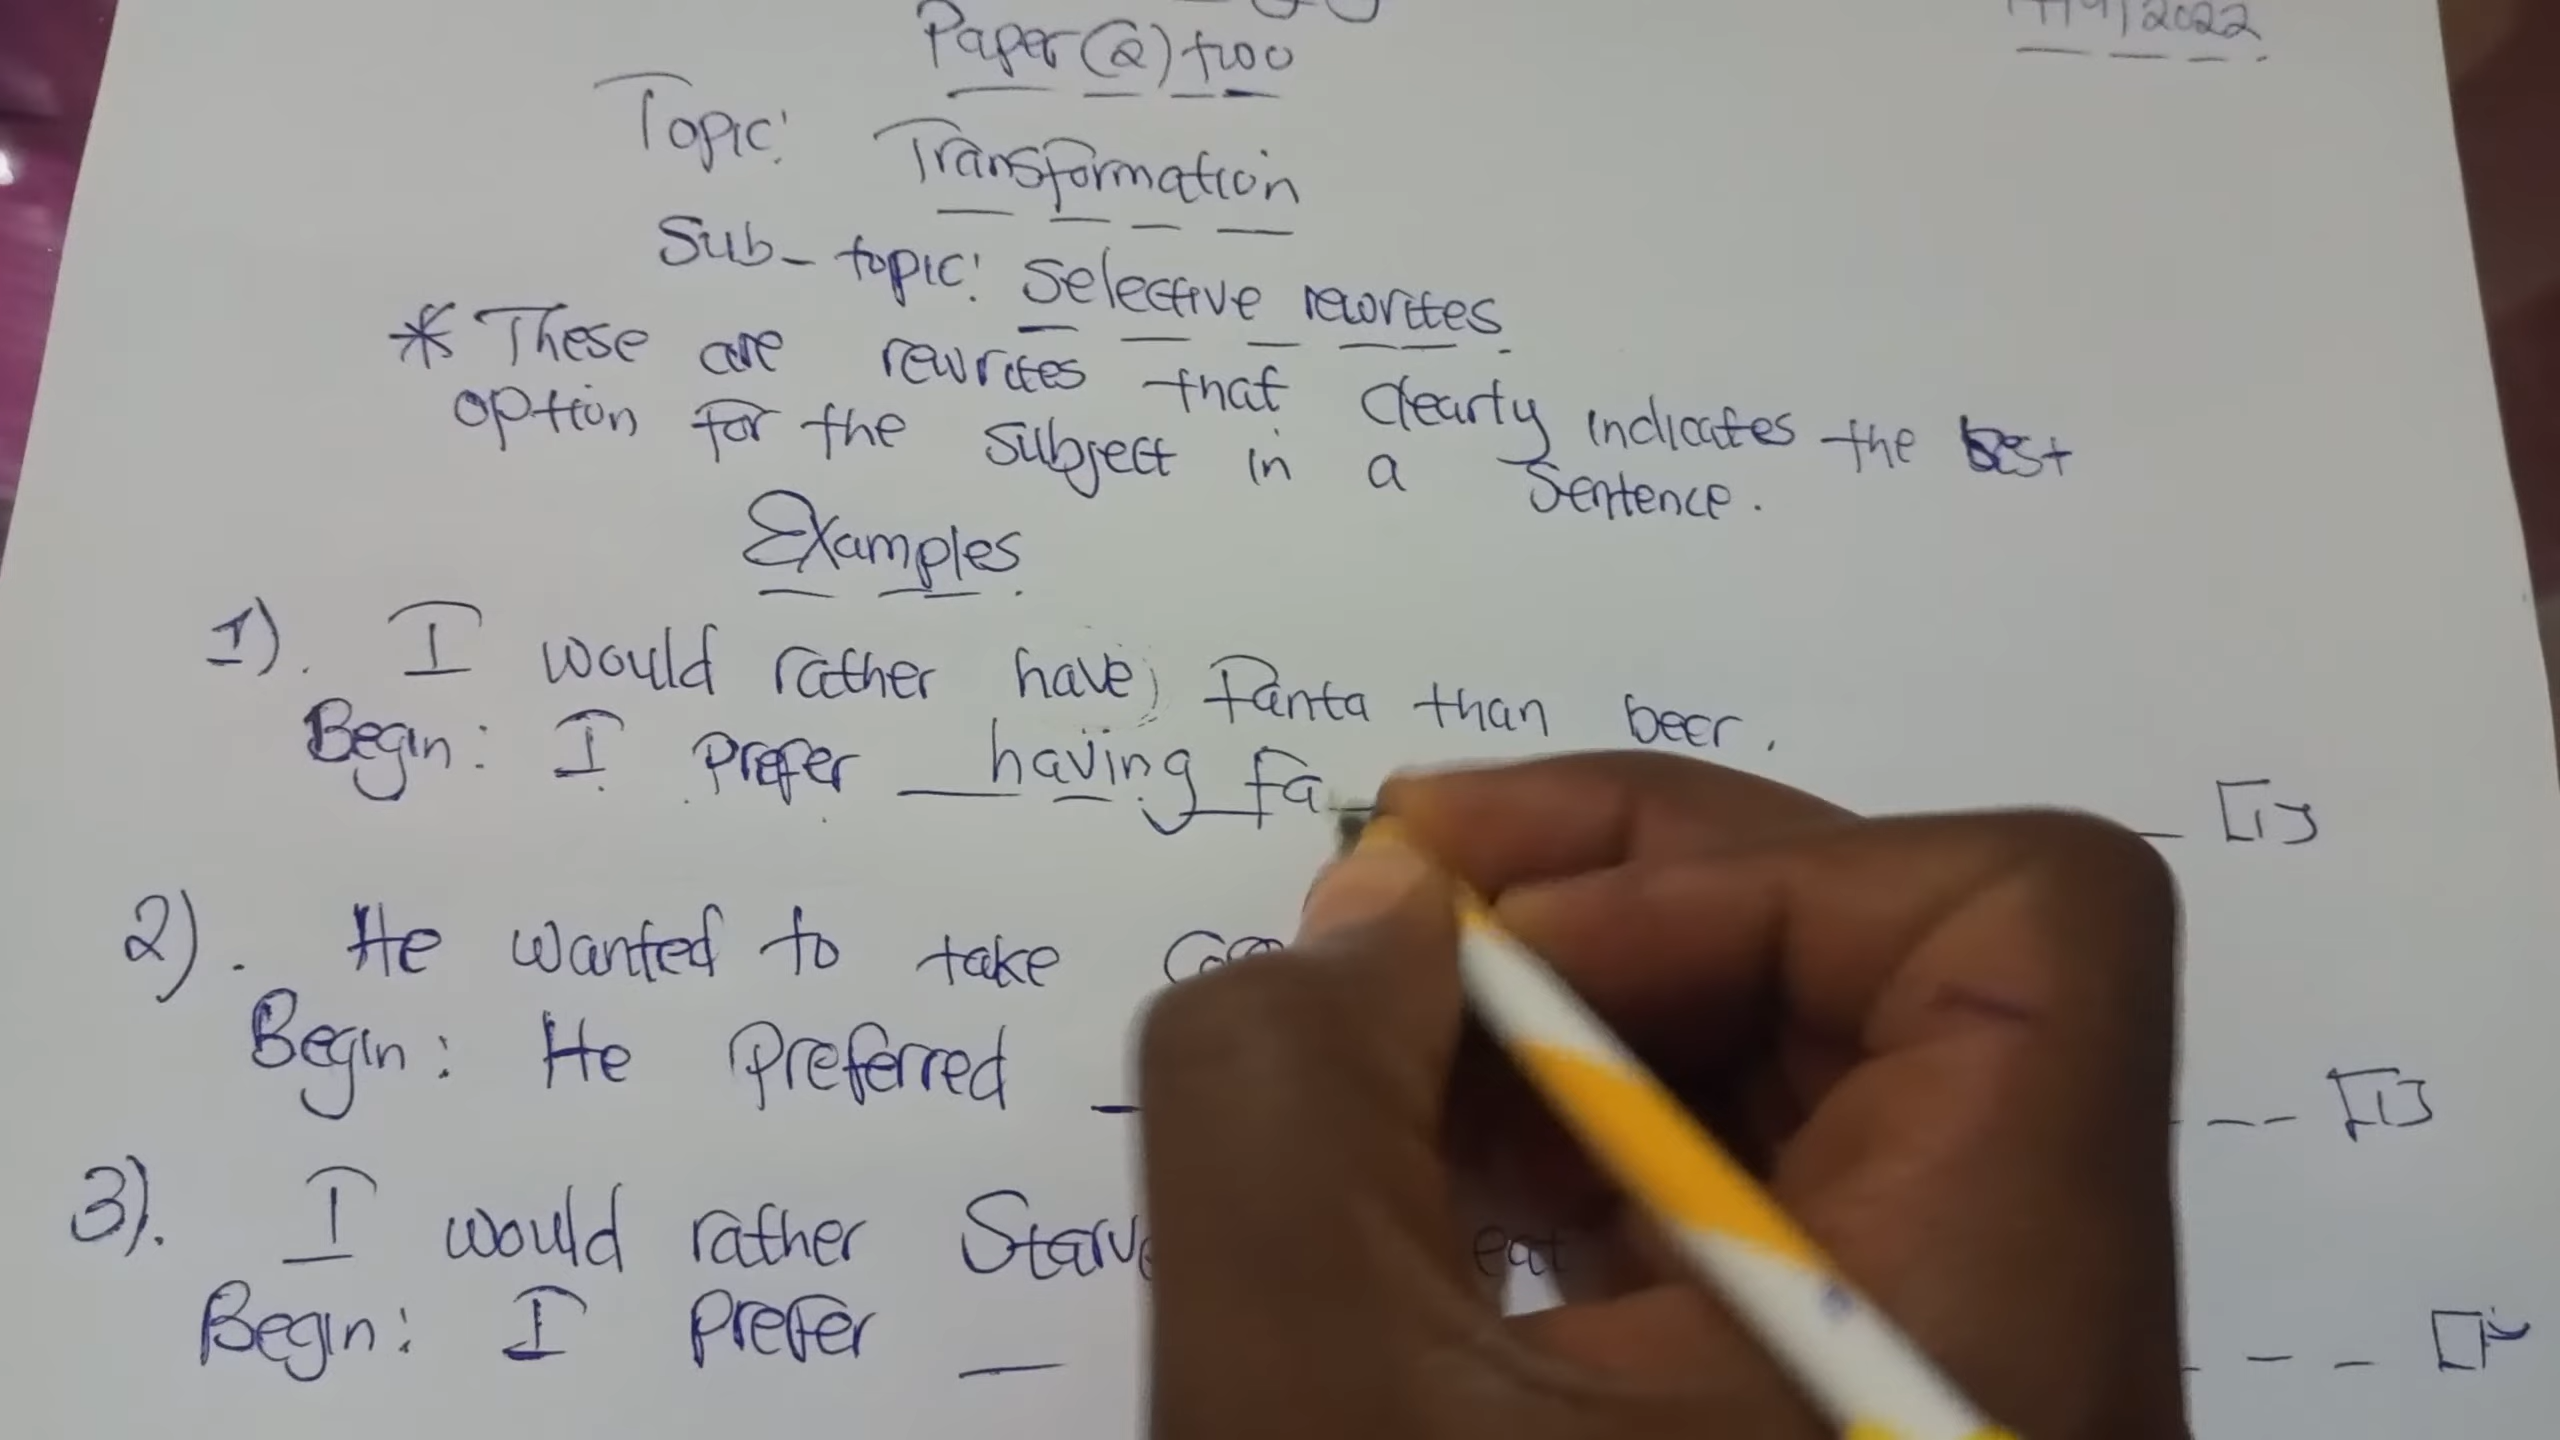 Paper (2) two
2022
Topic: Transformation
Sub-topic: Selective rewrites.
* These are rewrites that clearly indicates the best
option for the subject in a Sentence.
Examples.
1). I would rather have Fanta than beer.
Begin: I Prefer having Fa [1]
2). He wanted to take
Begin: He Preferred [1]
3). I would rather Starve eat
Begin: I Prefer